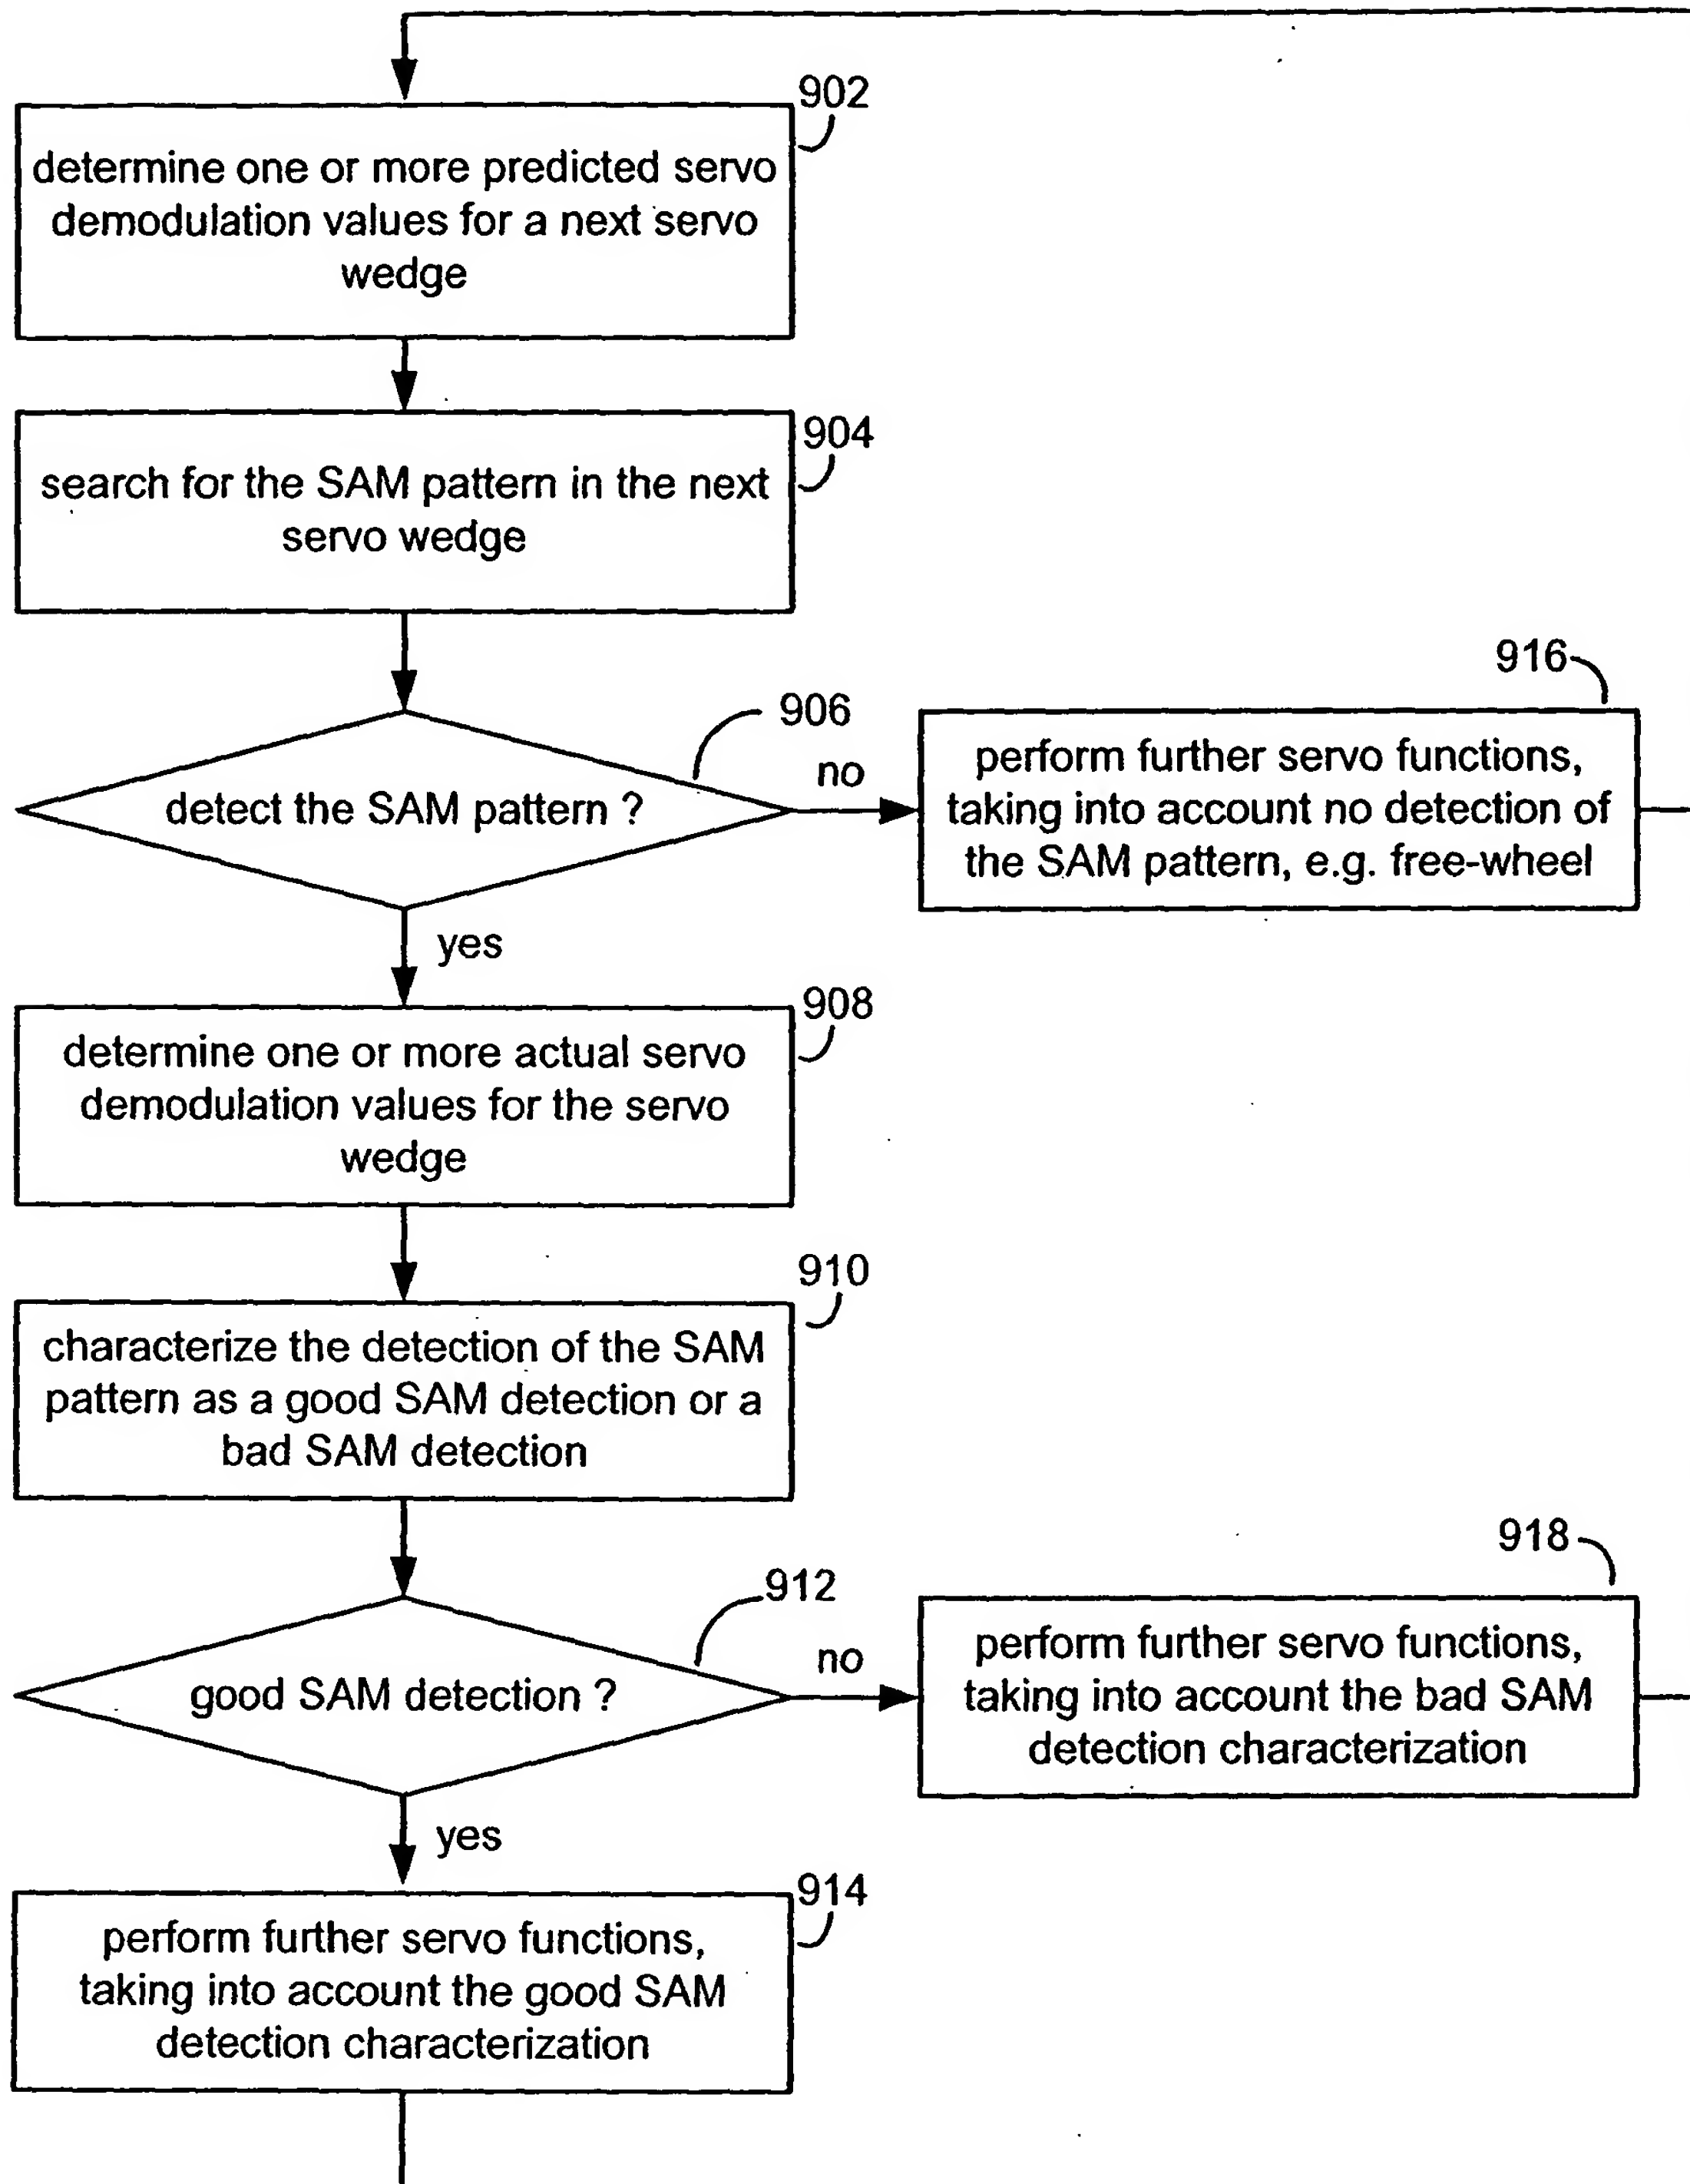 902
determine one or more predicted servo
demodulation values for a next servo
wedge
904
search for the SAM pattern in the next
servo wedge
906
detect the SAM pattern ?
no
916
perform further servo functions,
taking into account no detection of
the SAM pattern, e.g. free-wheel
yes
908
determine one or more actual servo
demodulation values for the servo
wedge
910
characterize the detection of the SAM
pattern as a good SAM detection or a
bad SAM detection
912
good SAM detection ?
no
918
perform further servo functions,
taking into account the bad SAM
detection characterization
yes
914
perform further servo functions,
taking into account the good SAM
detection characterization